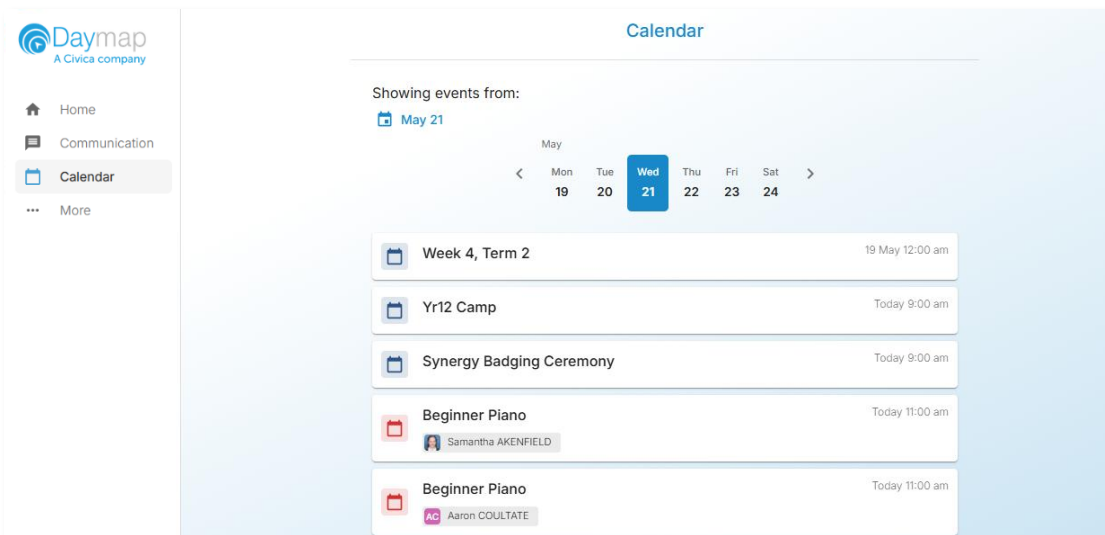 Daymap
A Civica company
Home
Communication
Calendar
More
Calendar
Showing events from:
May 21
May
Mon Tue Wed Thu Fri Sat
19 20 21 22 23 24
Week 4, Term 2 19 May 12:00 am
Yr12 Camp Today 9:00 am
Synergy Badging Ceremony Today 9:00 am
Beginner Piano Today 11:00 am
Samantha AKENFIELD
Beginner Piano Today 11:00 am
AC Aaron COULTATE